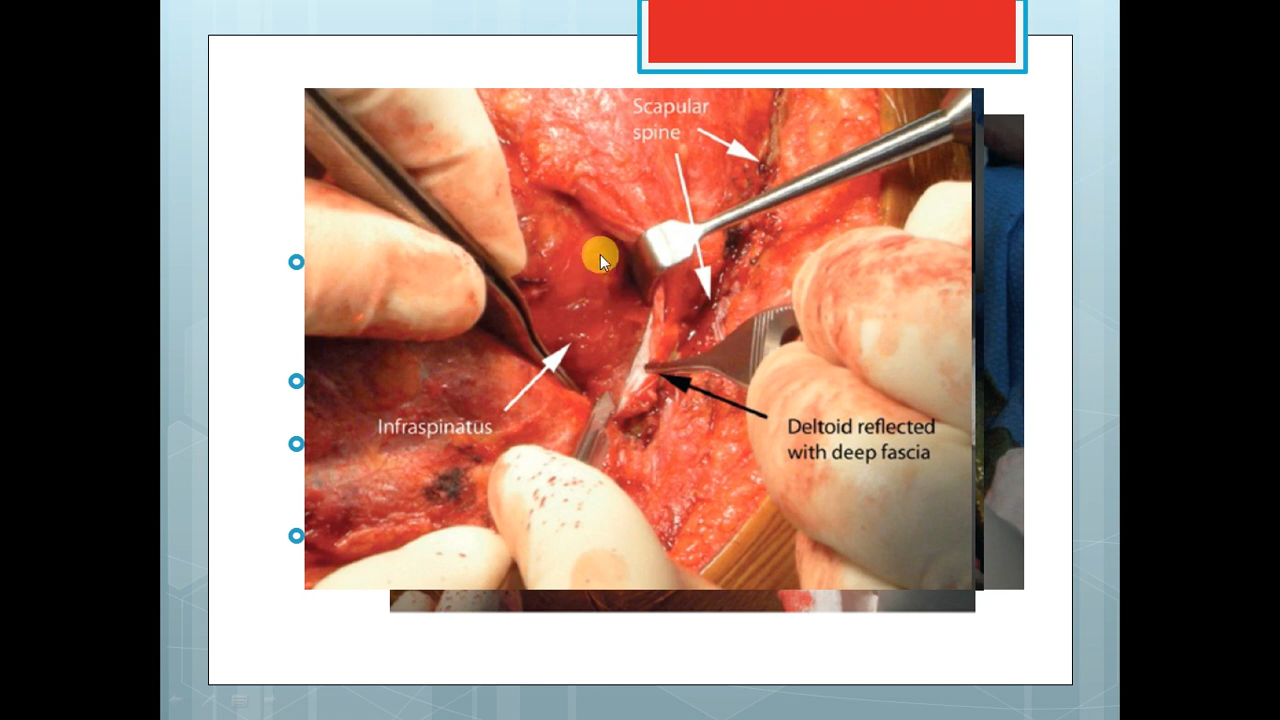 Scapular
spine
Infraspinatus
Deltoid reflected
with deep fascia